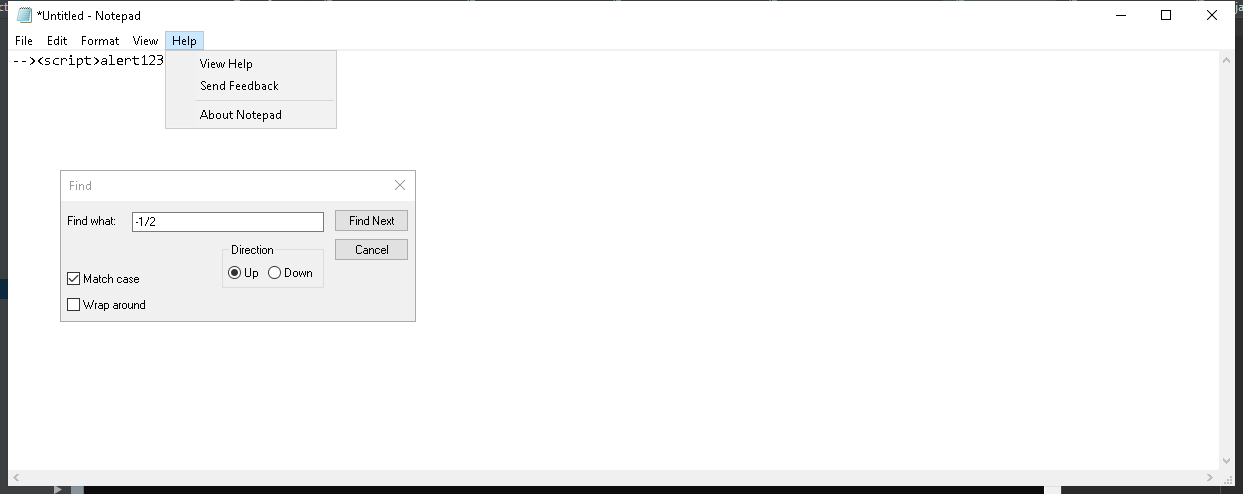 *Untitled - Notepad
File Edit Format View Help
--><script>alert123
View Help
Send Feedback
About Notepad
Find
Find what: -1/2 Find Next
Cancel
Direction
Up Down
Match case
Wrap around